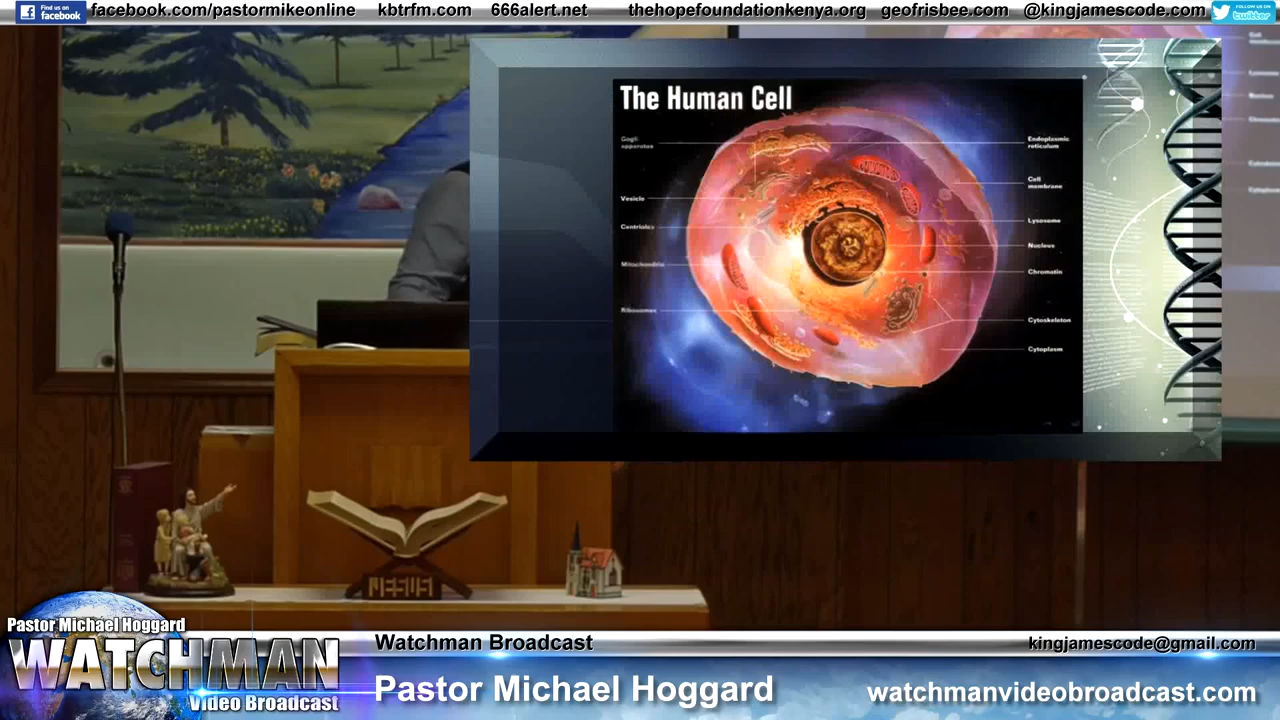 Find us on
facebook
facebook.com/pastormikeonline
kbtrfm.cn
666alert.net
thehopefoundationkenya.org
geofrisbee.com
@kingjamescode.com
FOLLOW US ON
twitter
The Human Cell
Gogli
apparatus
Vesicle
Centrioles
Mitochondria
Ribosomes
Endoplasmic
reticulum
Cell
membrane
Lysosome
Nucleus
Chromatin
Cytoskeleton
Cytoplasm
Pastor Michael Hoggard
WATCHMAN
Video Broadcast
Watchman Broadcast
Pastor Michael Hoggard
kingjamescode@gmail.com
watchmanvideobroadcast.com